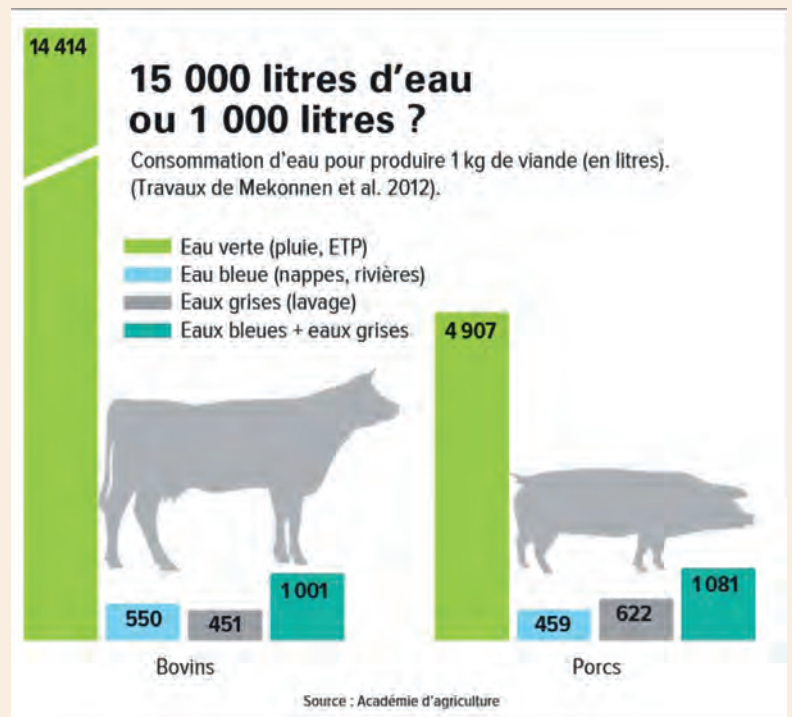 14 414
15 000 litres d'eau
ou 1 000 litres ?
Consommation d'eau pour produire 1 kg de viande (en litres).
(Travaux de Mekonnen et al. 2012).
Eau verte (pluie, ETP)
Eau bleue (nappes, rivières)
Eaux grises (lavage)
Eaux bleues + eaux grises
4 907
550
451
1 001
459
622
1 081
Bovins
Porcs
Source : Académie d'agriculture